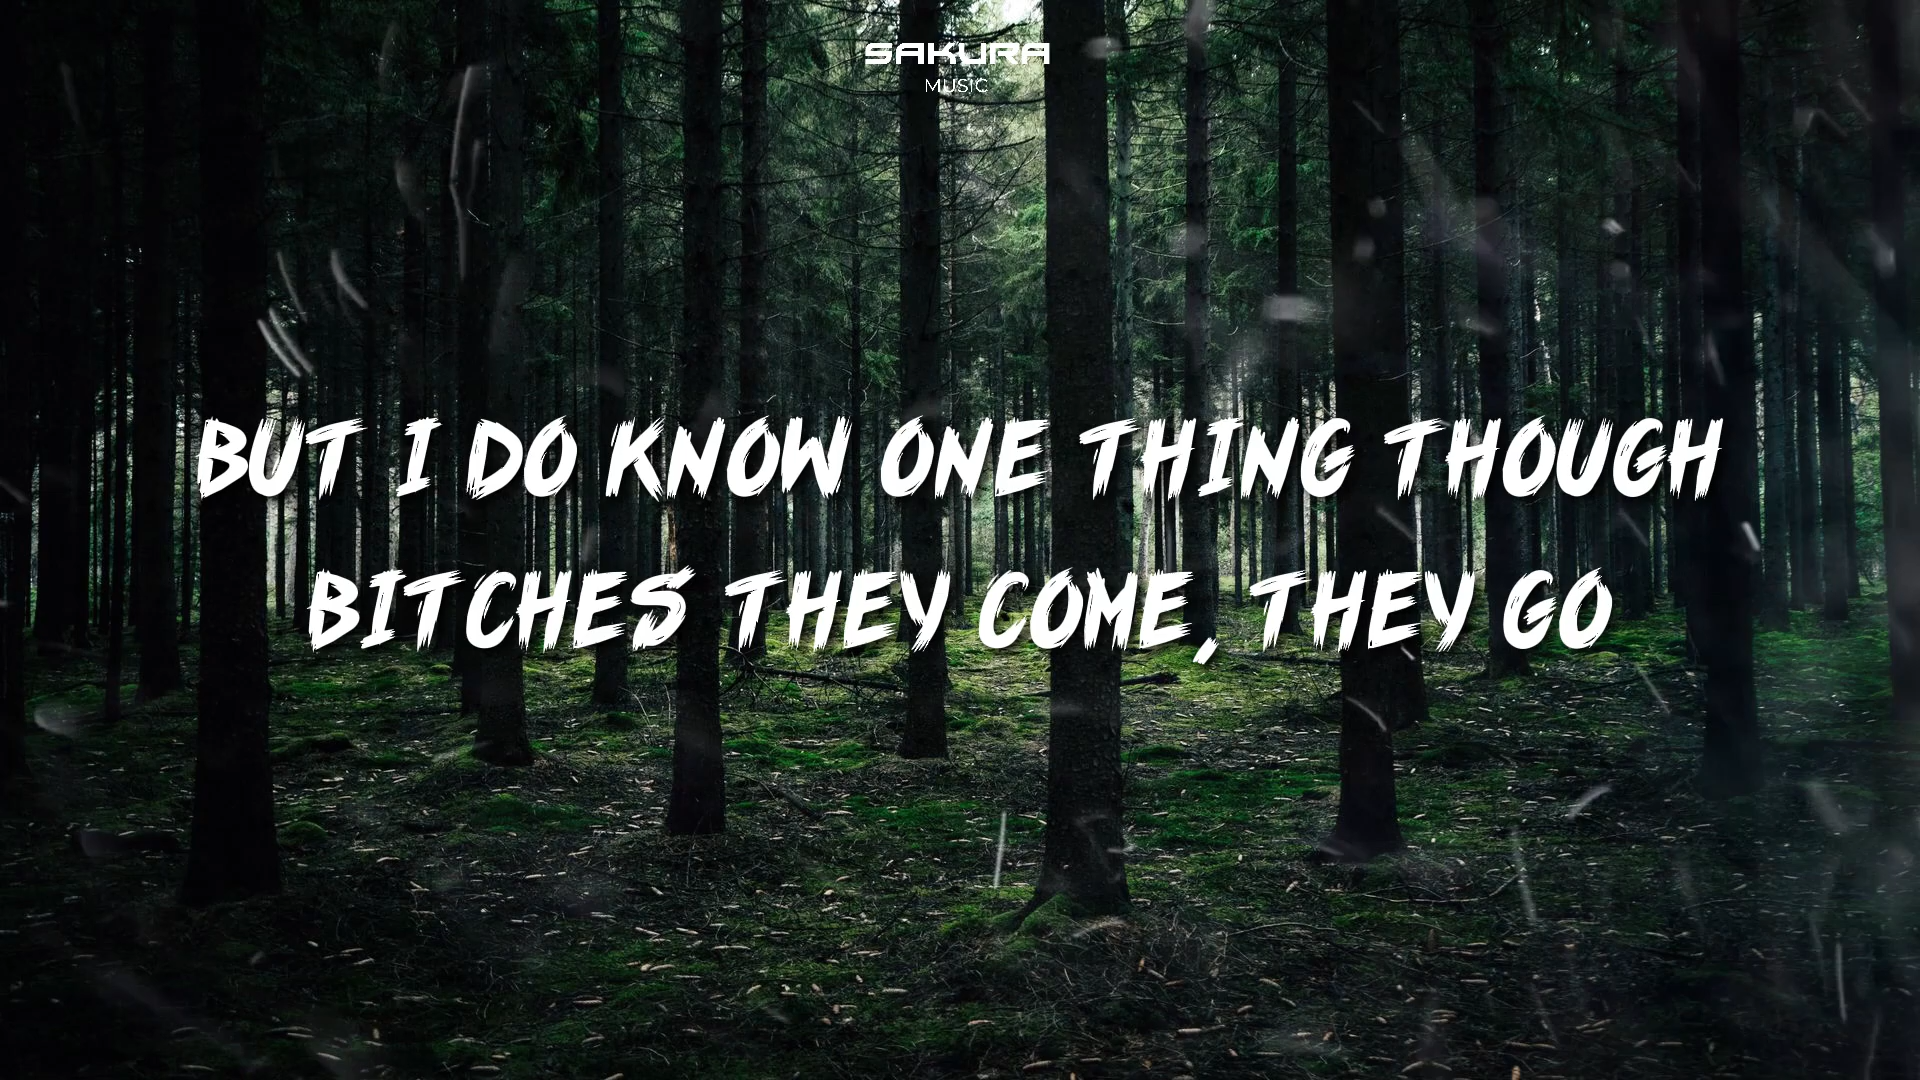 SAKURA
MUSIC
BUT I DO KNOW ONE THING THOUGH
BITCHES THEY COME, THEY GO